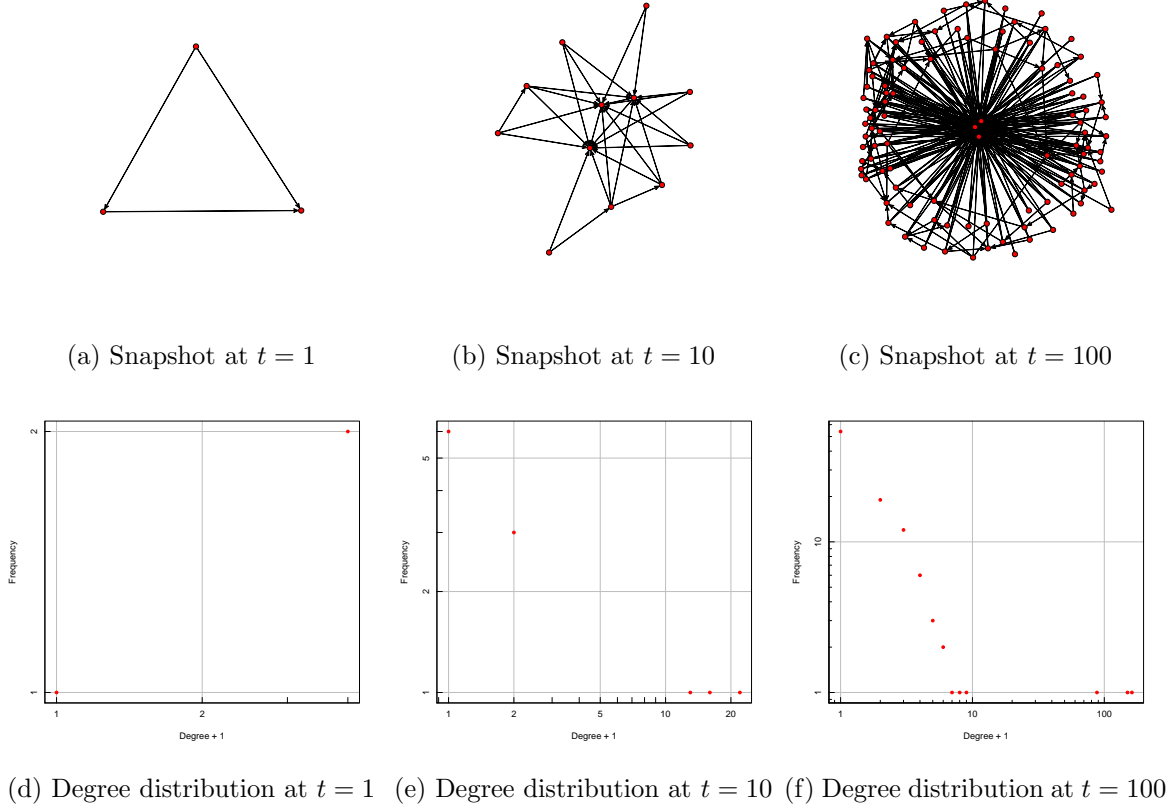 (a) Snapshot at t = 1
(b) Snapshot at t = 10
(c) Snapshot at t = 100
Frequency
2
1
1
2
Degree + 1
Frequency
5
2
1
1
2
5
10
20
Degree + 1
Frequency
10
1
1
10
100
Degree + 1
(d) Degree distribution at t = 1
(e) Degree distribution at t = 10
(f) Degree distribution at t = 100